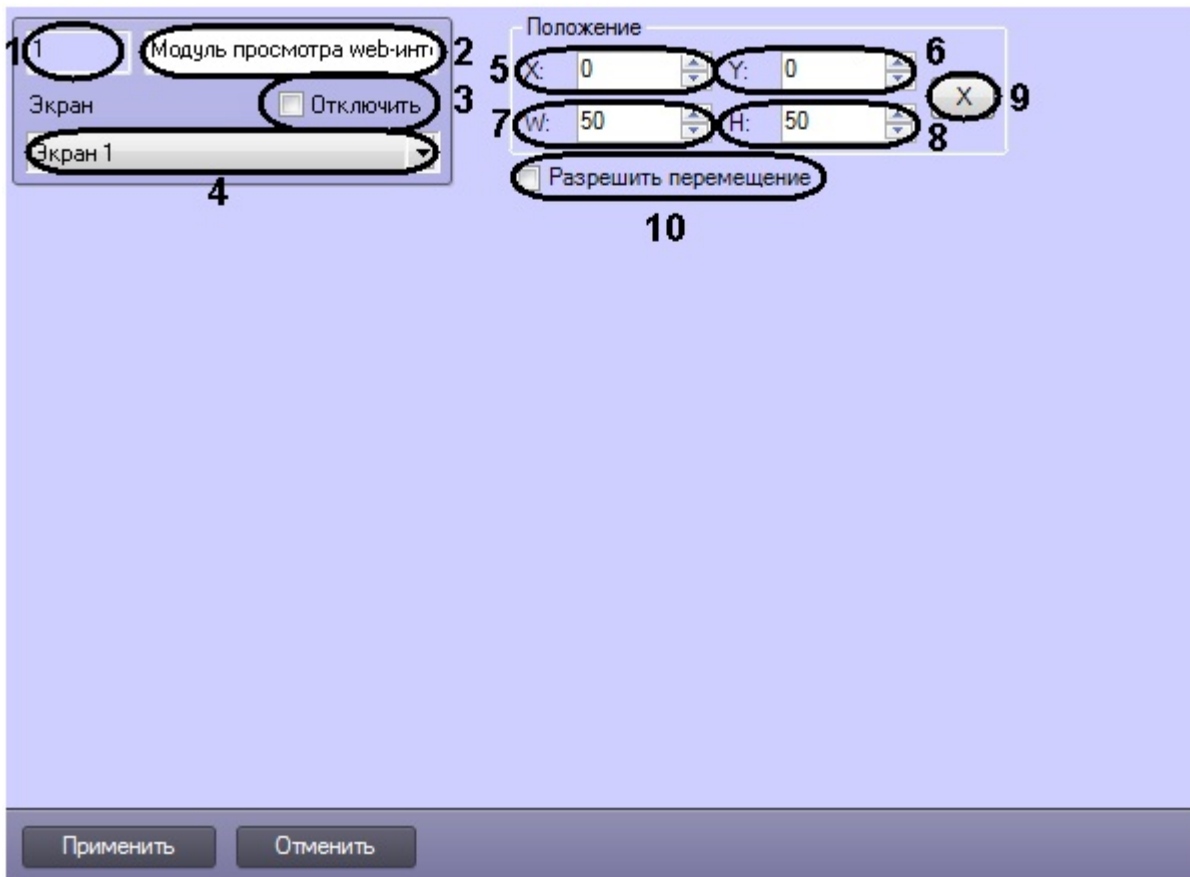 1 1 Модуль просмотра web-инт 2
Экран Отключить 3
Экран 1
4
Положение
5 X: 0 Y: 0 6
X 9
7 W: 50 H: 50 8
Разрешить перемещение
10
Применить Отменить